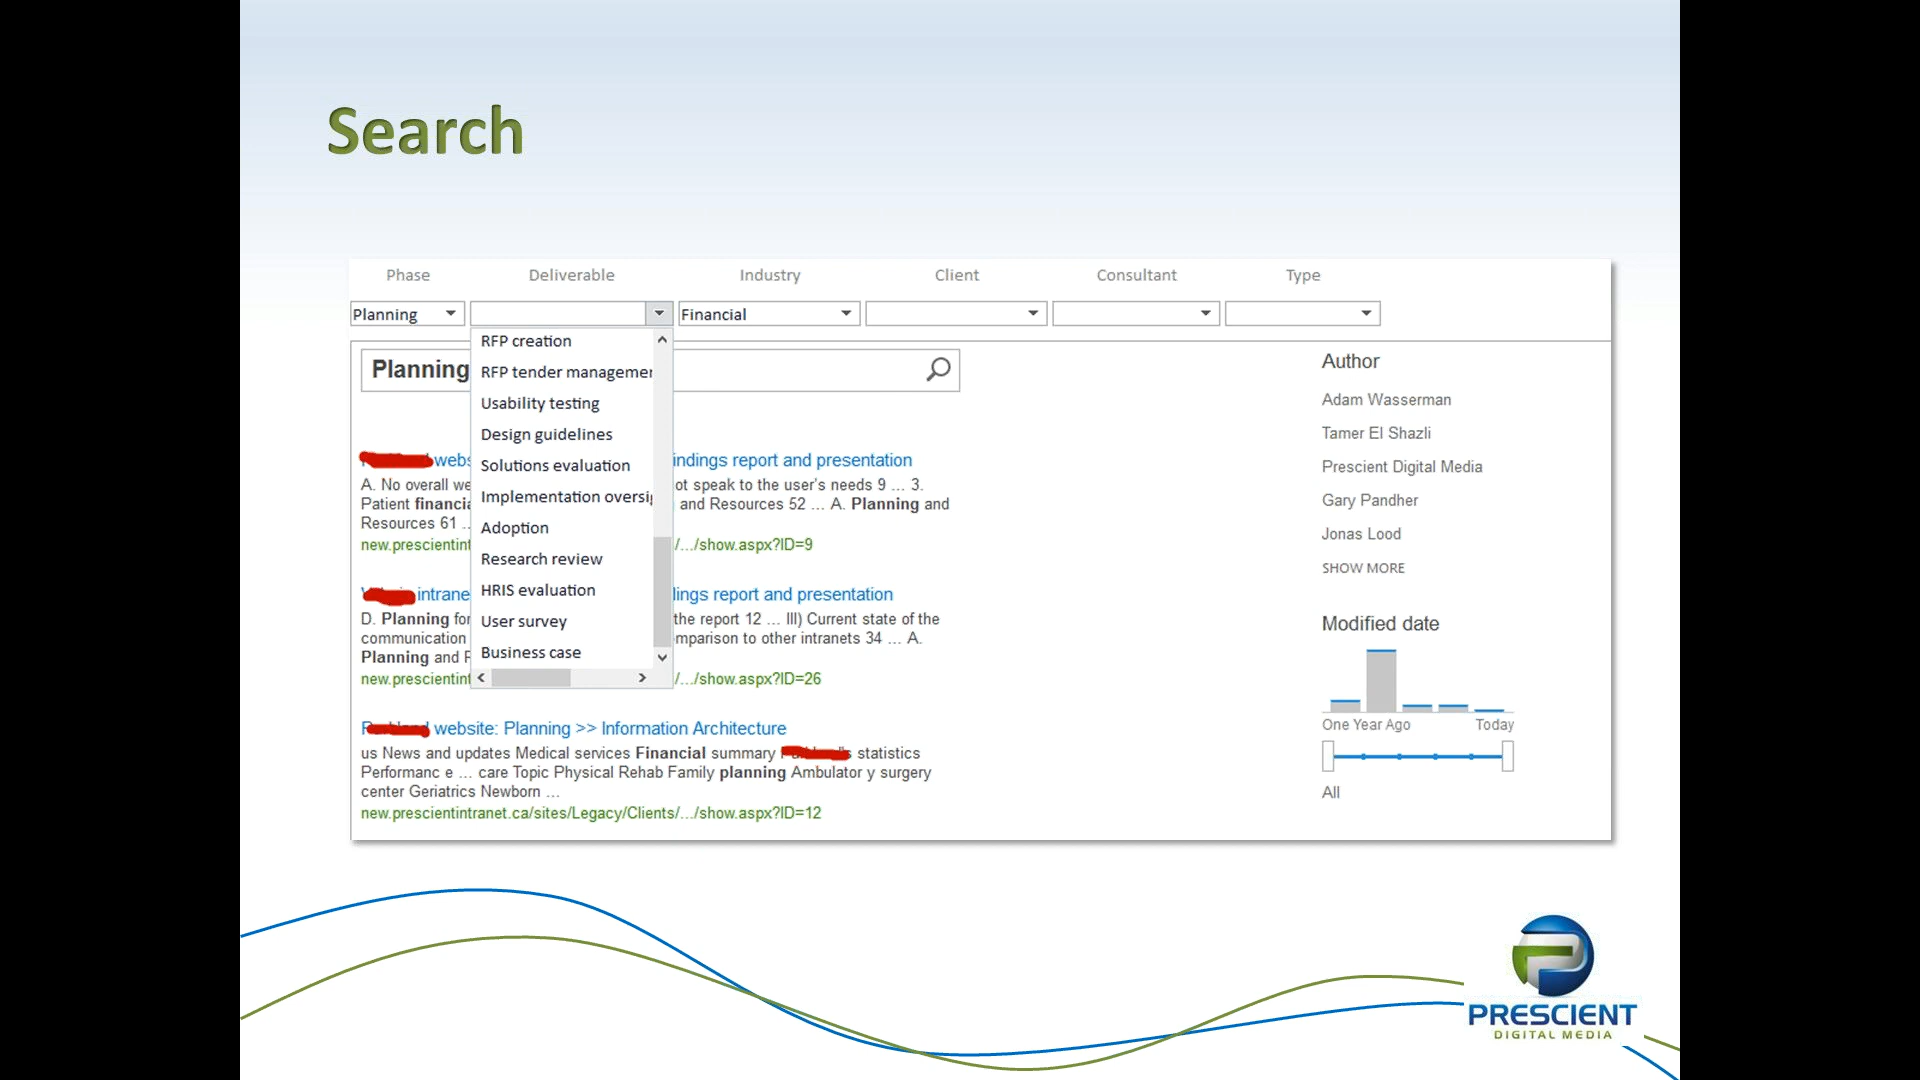 Search
Phase Deliverable Industry Client Consultant Type
Planning Financial
RFP creation
RFP tender managemen
Usability testing
Design guidelines
Solutions evaluation
Implementation oversig
Adoption
Research review
HRIS evaluation
User survey
Business case
Planning
webs indings report and presentation
A. No overall we ot speak to the user's needs 9 ... 3.
Patient financia and Resources 52 ... A. Planning and
Resources 61 ..
new.prescientint /.../show.aspx?ID=9
intrane lings report and presentation
D. Planning for the report 12 ... III) Current state of the
communication mparison to other intranets 34 ... A.
Planning and R
new.prescientint /.../show.aspx?ID=26
website: Planning >> Information Architecture
us News and updates Medical services Financial summary statistics
Performanc e ... care Topic Physical Rehab Family planning Ambulator y surgery
center Geriatrics Newborn ...
new.prescientintranet.ca/sites/Legacy/Clients/.../show.aspx?ID=12
Author
Adam Wasserman
Tamer El Shazli
Prescient Digital Media
Gary Pandher
Jonas Lood
SHOW MORE
Modified date
One Year Ago Today
All
PRESCIENT
DIGITAL MEDIA